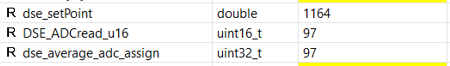 R dse_setPoint double 1164
R DSE_ADCread_u16 uint16_t 97
R dse_average_adc_assign uint32_t 97